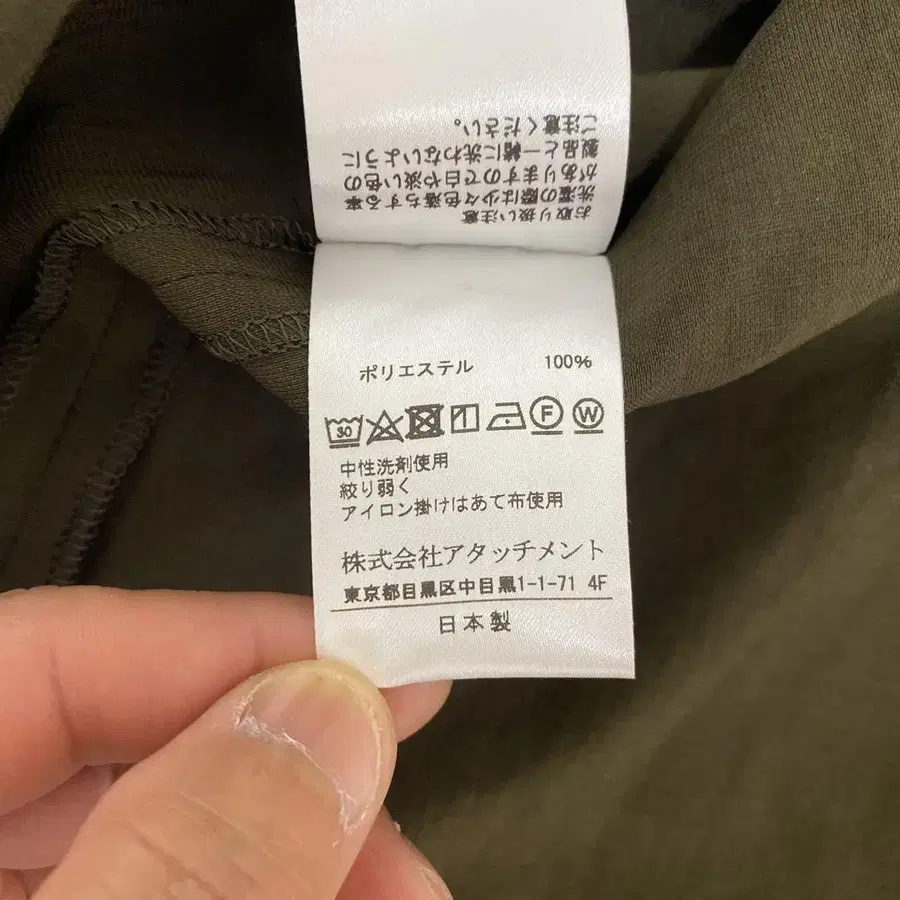 お取り扱い注意
洗濯の際は少々色落ちする事
がありますので白や淡い色の
製品と一緒に洗わないように
ご注意ください。
ポリエステル 100%
30 F W
中性洗剤使用
絞り弱く
アイロン掛けはあて布使用
株式会社アタッチメント
東京都目黒区中目黒1-1-71 4F
日本製